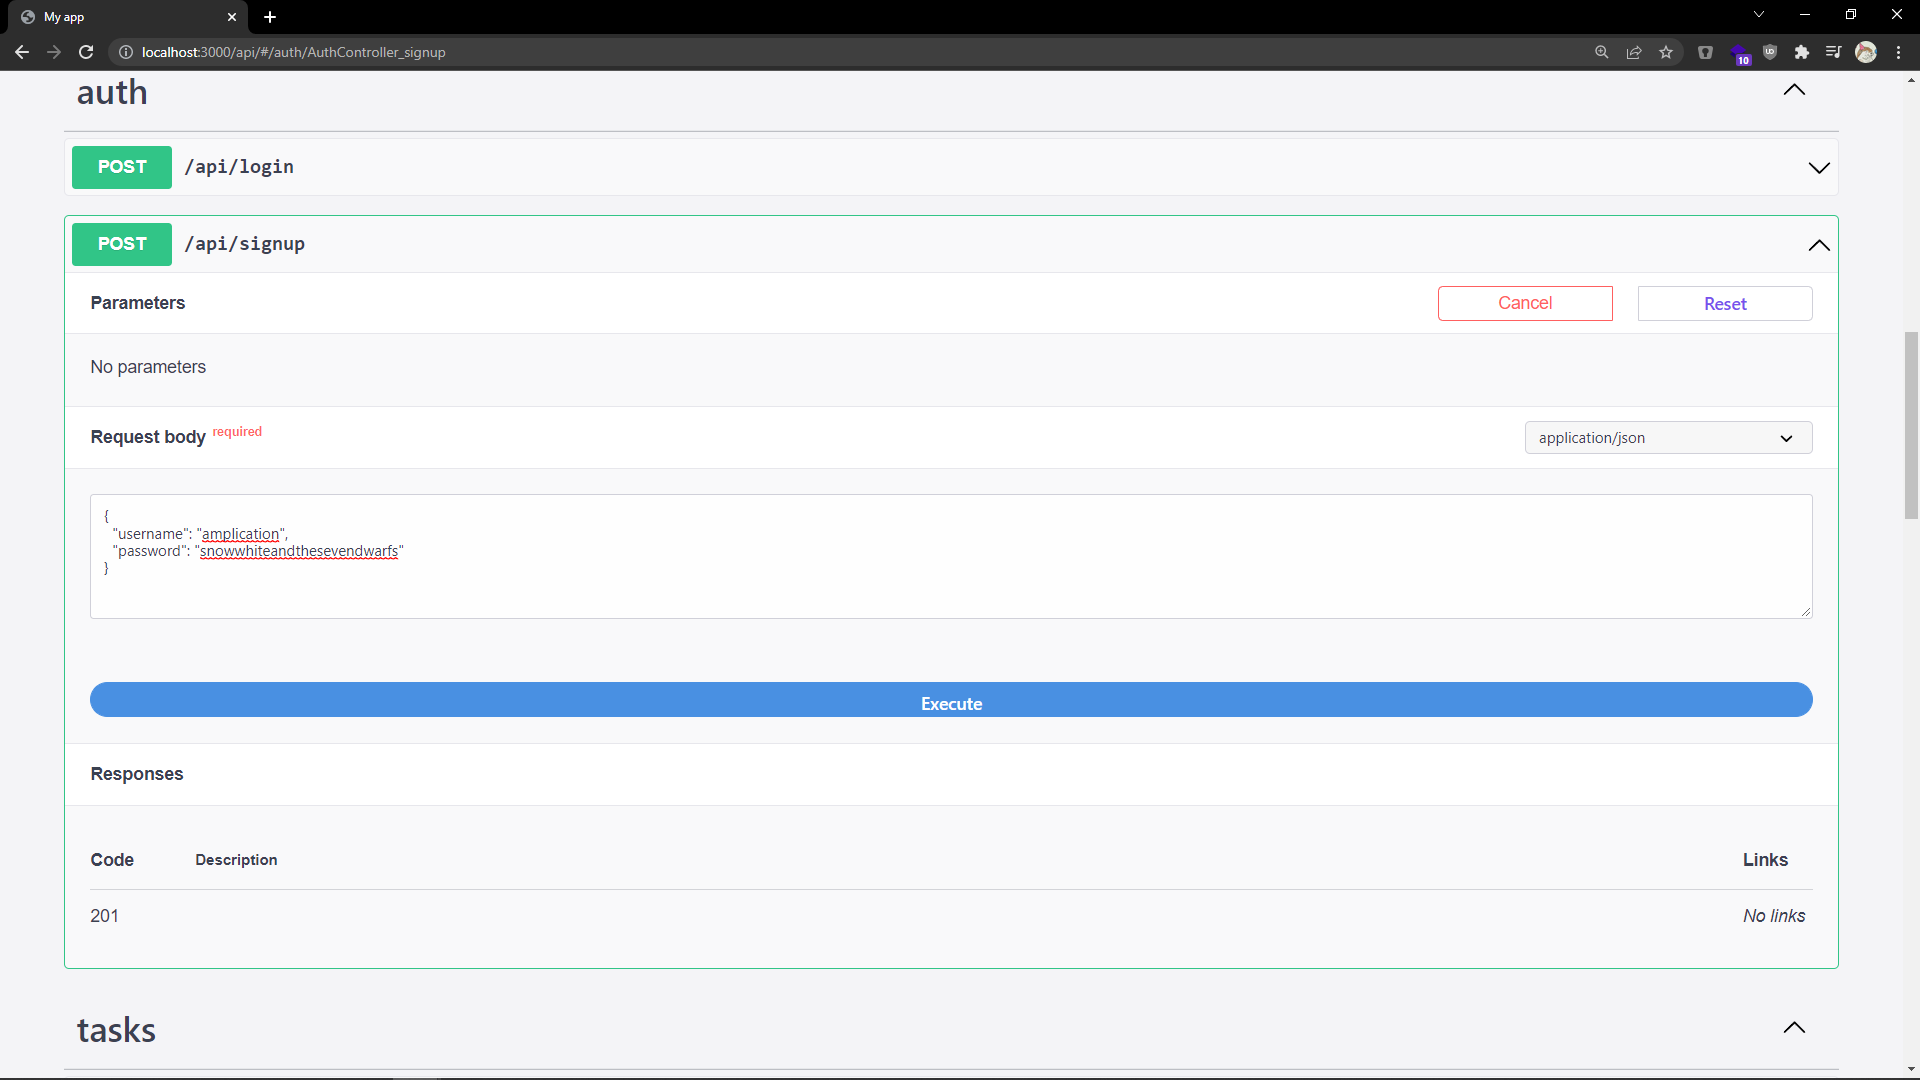 My app
localhost:3000/api/#/auth/AuthController_signup
10
auth
POST /api/login
POST /api/signup
Parameters
Cancel
Reset
No parameters
Request body required
application/json
{
"username": "amplication",
"password": "snowwhiteandthesevendwarfs"
}
Execute
Responses
Code Description Links
201 No links
tasks